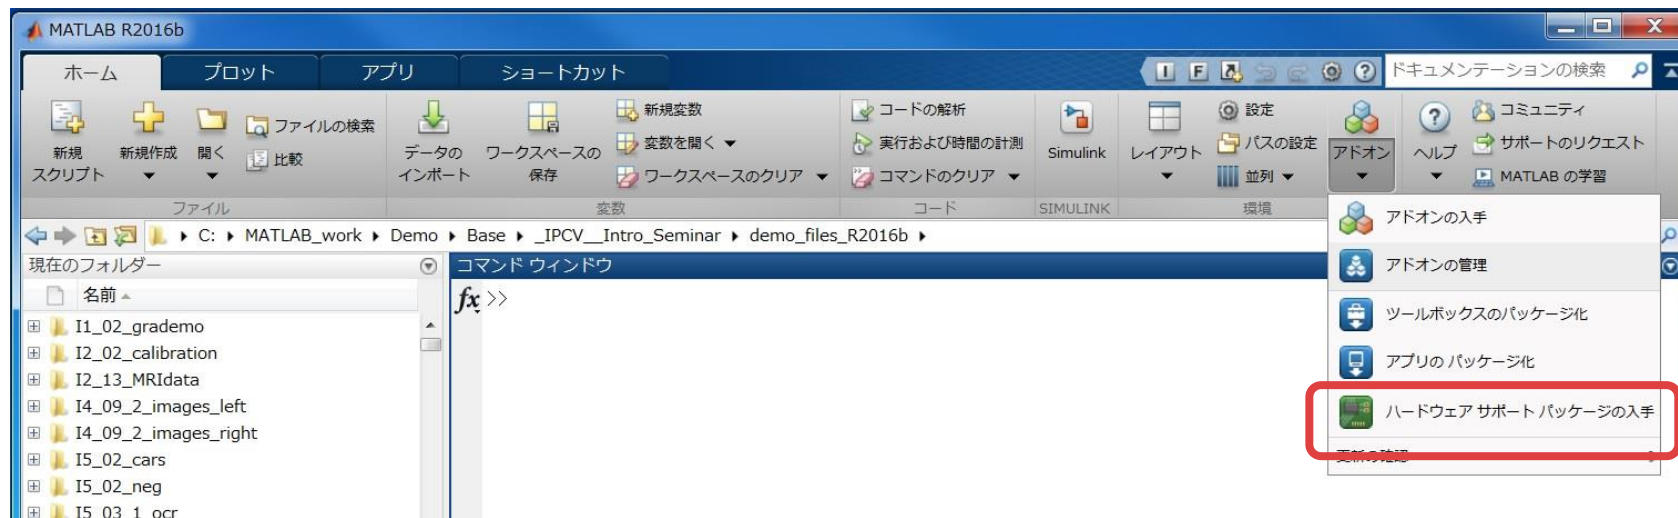 MATLAB R2016b
ホーム プロット アプリ ショートカット
ドキュメンテーションの検索
新規
スクリプト
新規作成
開く
ファイルの検索
比較
ファイル
データの
インポート
ワークスペースの
保存
新規変数
変数を開く
ワークスペースのクリア
変数
コードの解析
実行および時間の計測
コマンドのクリア
コード
Simulink
SIMULINK
レイアウト
設定
パスの設定
並列
環境
アドオン
ヘルプ
コミュニティ
サポートのリクエスト
MATLAB の学習
アドオンの入手
アドオンの管理
ツールボックスのパッケージ化
アプリの パッケージ化
ハードウェア サポート パッケージの入手
更新の確認
C: MATLAB_work Demo Base _IPCV__Intro_Seminar demo_files_R2016b
現在のフォルダー
名前
I1_02_grademo
I2_02_calibration
I2_13_MRIdata
I4_09_2_images_left
I4_09_2_images_right
I5_02_cars
I5_02_neg
I5_03_1_ocr
コマンド ウィンドウ
fx >>